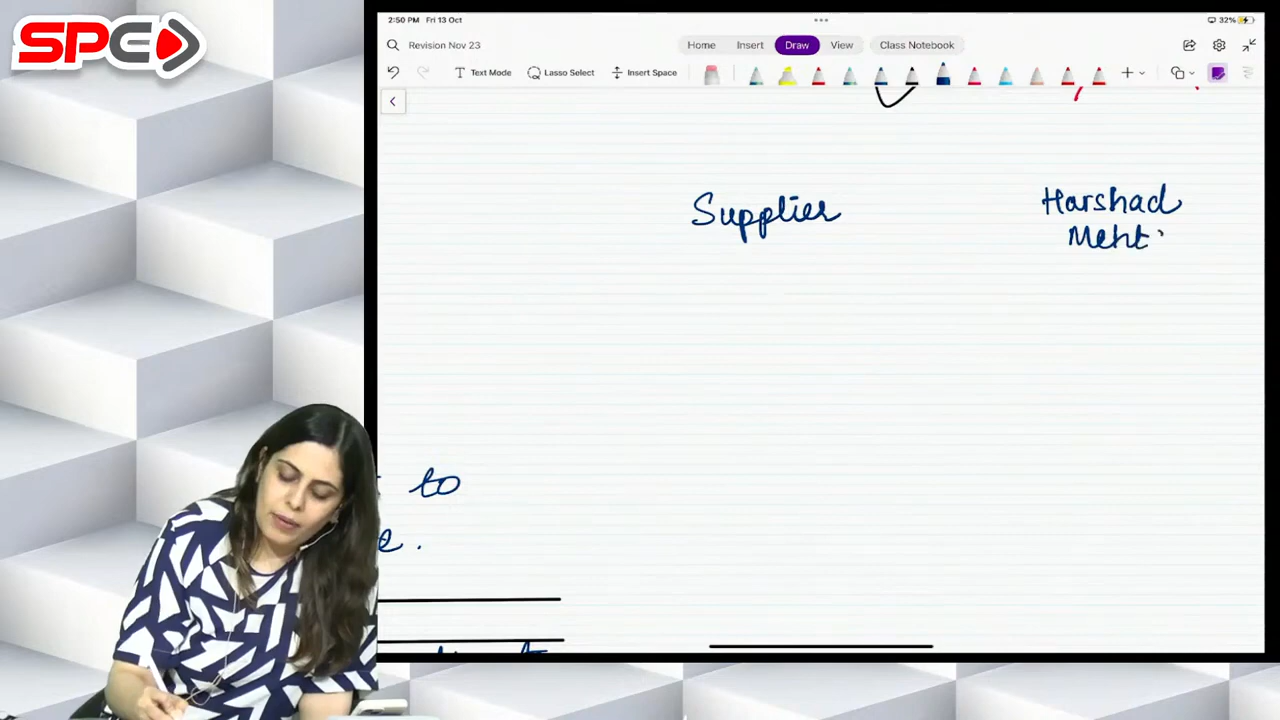 SPE
2:50 PM Fri 13 Oct
32%
Revision Nov 23
Home Insert Draw View Class Notebook
Text Mode Lasso Select Insert Space
Supplier
Harshad
Meht
to
e.